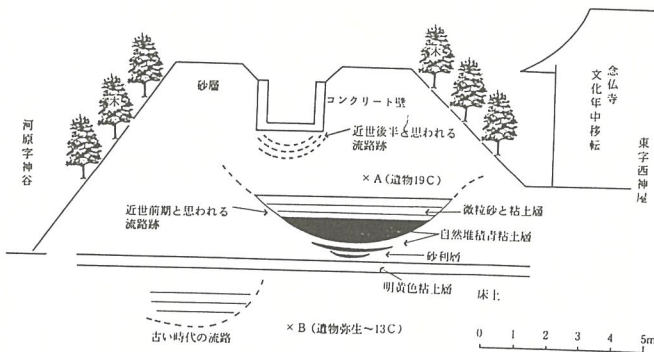 砂層
木
木
木
木
コンクリート壁
近世後半と思われる
流路跡
念仏寺
文化年中移転
東字西神屋
河原字神谷
×A(遺物19C)
近世前期と思われる
流路跡
微粒砂と粘土層
自然堆積青粘土層
砂利層
明黄色粘土層
床土
古い時代の流路
×B(遺物弥生~13C)
0 1 2 3 4 5m